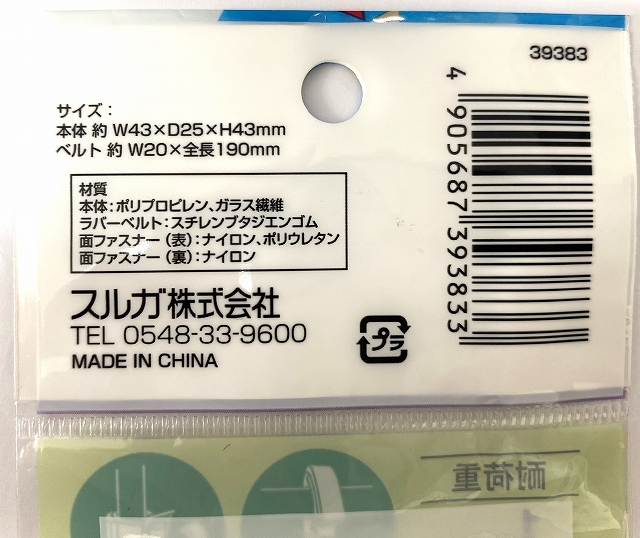 39383
サイズ：
本体 約 W43×D25×H43mm
ベルト 約 W20×全長190mm
材質
本体：ポリプロピレン、ガラス繊維
ラバーベルト：スチレンブタジエンゴム
面ファスナー（表）：ナイロン、ポリウレタン
面ファスナー（裏）：ナイロン
スルガ株式会社
TEL 0548-33-9600
MADE IN CHINA
プラ
4 905687 393833
耐荷重